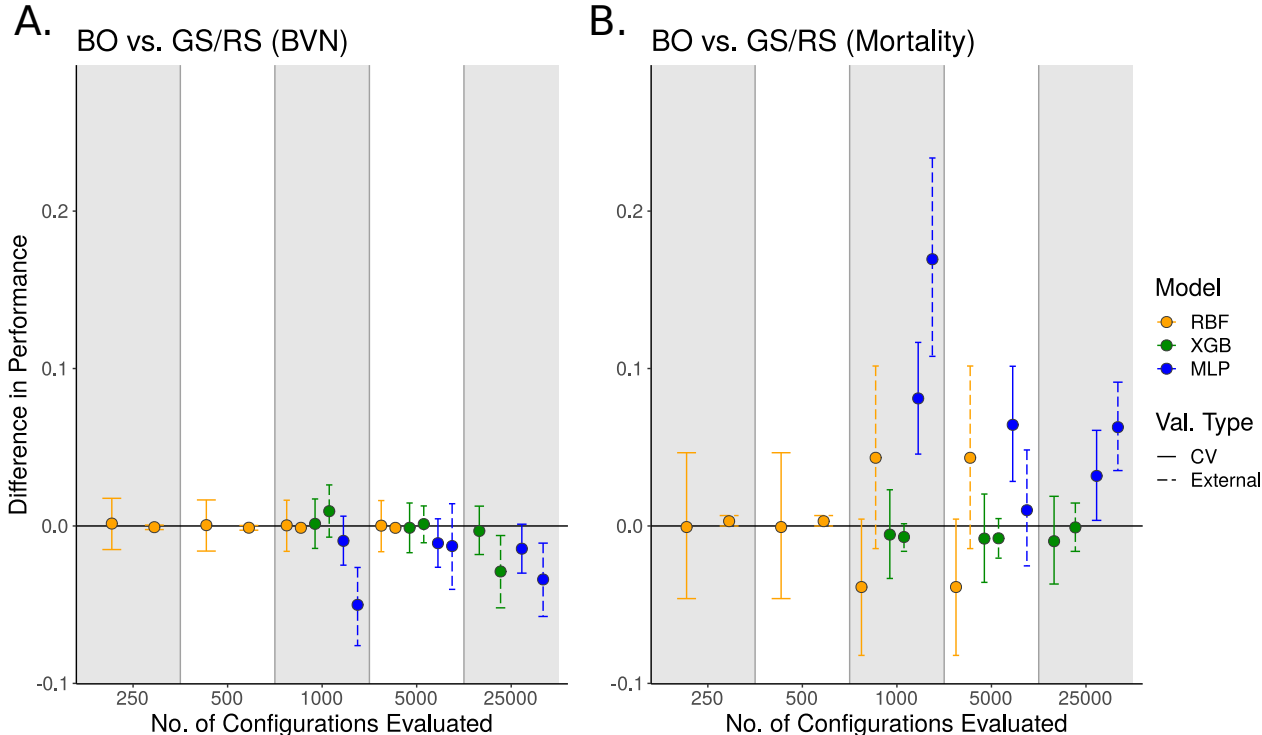 A.
BO vs. GS/RS (BVN)
Difference in Performance
0.2
0.1
0.0
-0.1
250 500 1000 5000 25000
No. of Configurations Evaluated
B.
BO vs. GS/RS (Mortality)
0.2
0.1
0.0
-0.1
250 500 1000 5000 25000
No. of Configurations Evaluated
Model
RBF
XGB
MLP
Val. Type
CV
External